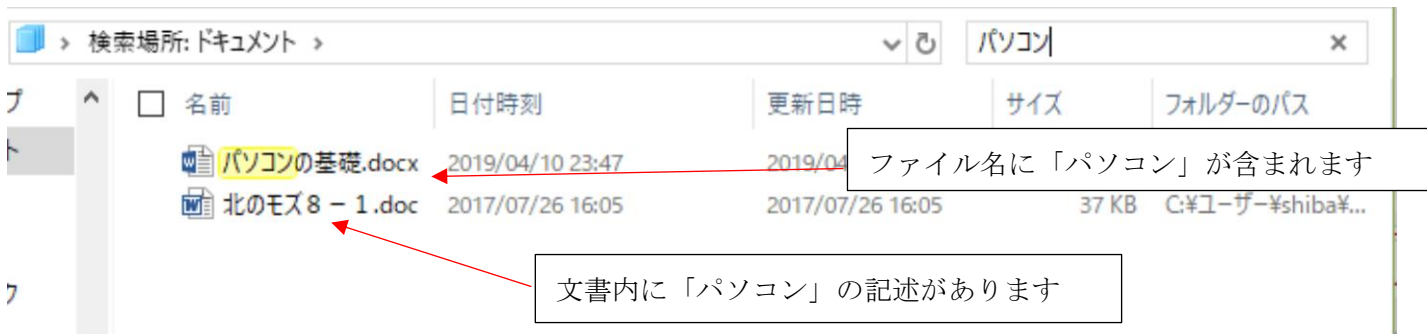 > 検索場所: ドキュメント >
パソコン
プ
ト
名前 日付時刻 更新日時 サイズ フォルダーのパス
パソコンの基礎.docx 2019/04/10 23:47 2019/04
ファイル名に「パソコン」が含まれます
北のモズ8－1.doc 2017/07/26 16:05 2017/07/26 16:05 37 KB C:¥ユーザー¥shiba¥...
文書内に「パソコン」の記述があります